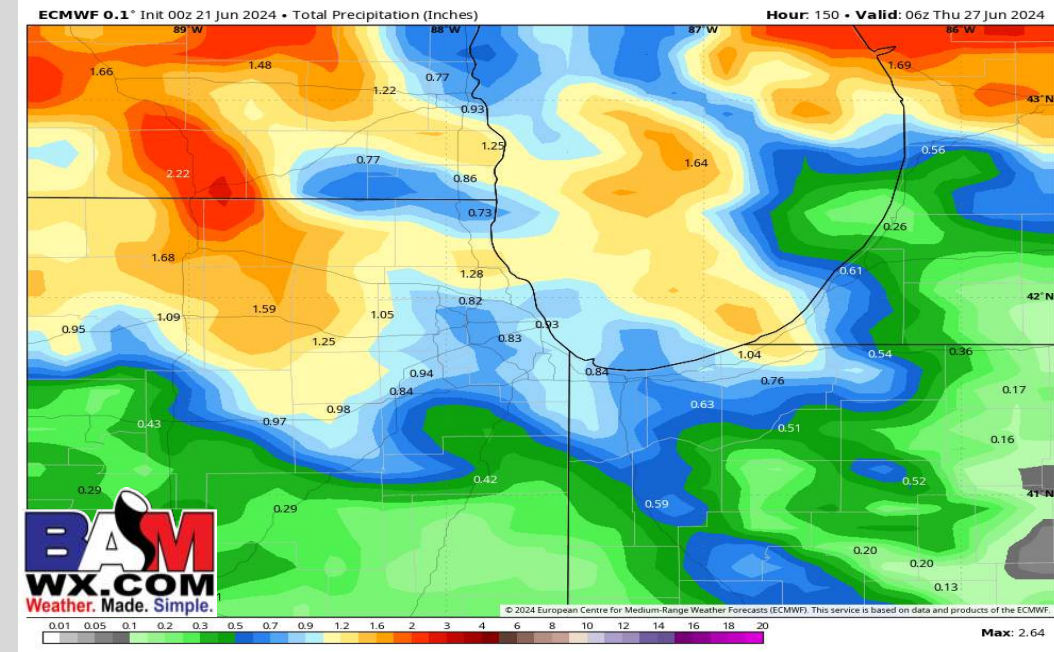 ECMWF 0.1° Init 00z 21 Jun 2024 • Total Precipitation (Inches)
Hour: 150 • Valid: 06z Thu 27 Jun 2024
89°W 88°W 87°W 86°W
1.66 1.48 1.69
0.77
1.22
43°N
0.93
1.25 0.56
0.77 1.64
2.22 0.86
0.73
0.26
1.68 1.28 0.61
0.82 42°N
1.59
1.09 1.05 0.93
0.95 0.83
1.25 0.36
1.04 0.54
0.94 0.84 0.76
0.84 0.17
0.98 0.63
0.43 0.97 0.51
0.16
0.42 0.52
0.29 41°N
0.29 0.59
BAM
WX.COM
Weather. Made. Simple.
0.20
0.20
0.13
© 2024 European Centre for Medium-Range Weather Forecasts (ECMWF). This service is based on data and products of the ECMWF.
0.01 0.05 0.1 0.2 0.3 0.5 0.7 0.9 1.2 1.6 2 3 4 6 8 10 12 14 16 18 20
Max: 2.64